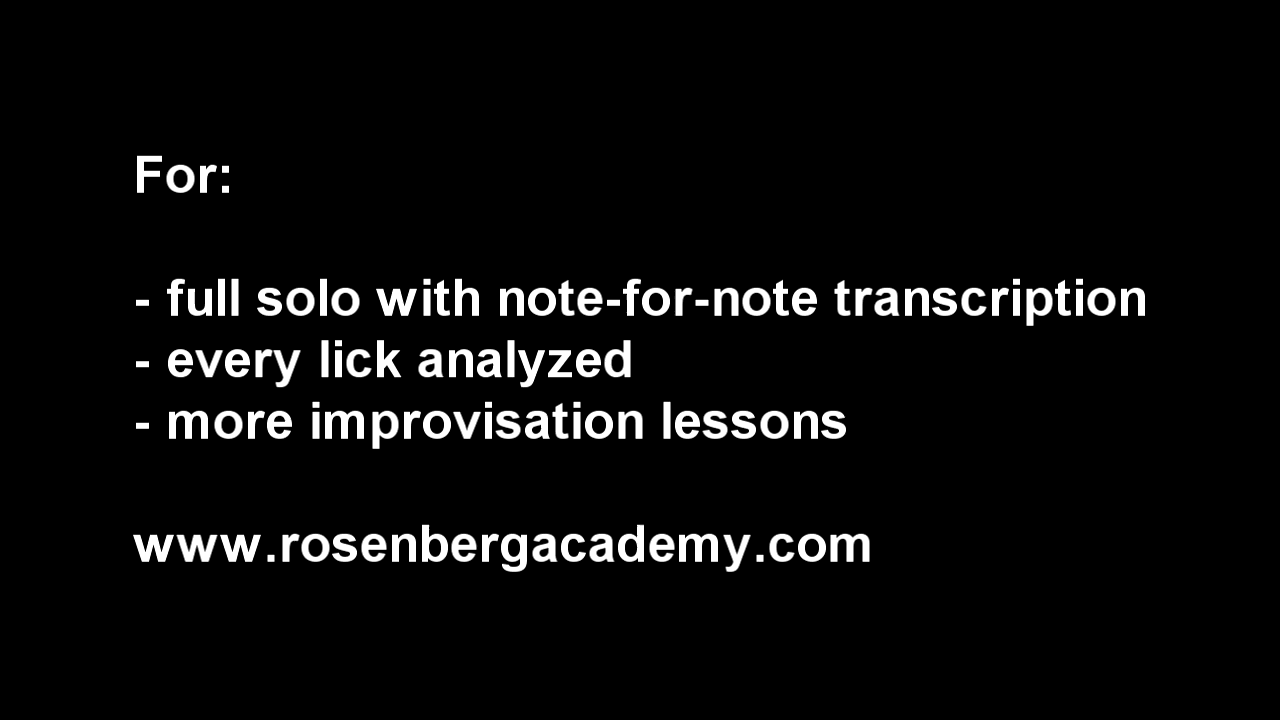 For:
- full solo with note-for-note transcription
- every lick analyzed
- more improvisation lessons
www.rosenbergacademy.com